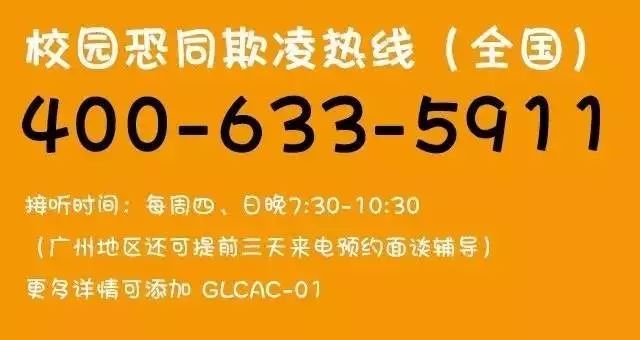 校园恐同欺凌热线（全国）
400-633-5911
接听时间：每周四、日晚7:30-10:30
（广州地区还可提前三天来电预约面谈辅导）
更多详情可添加 GLCAC-01